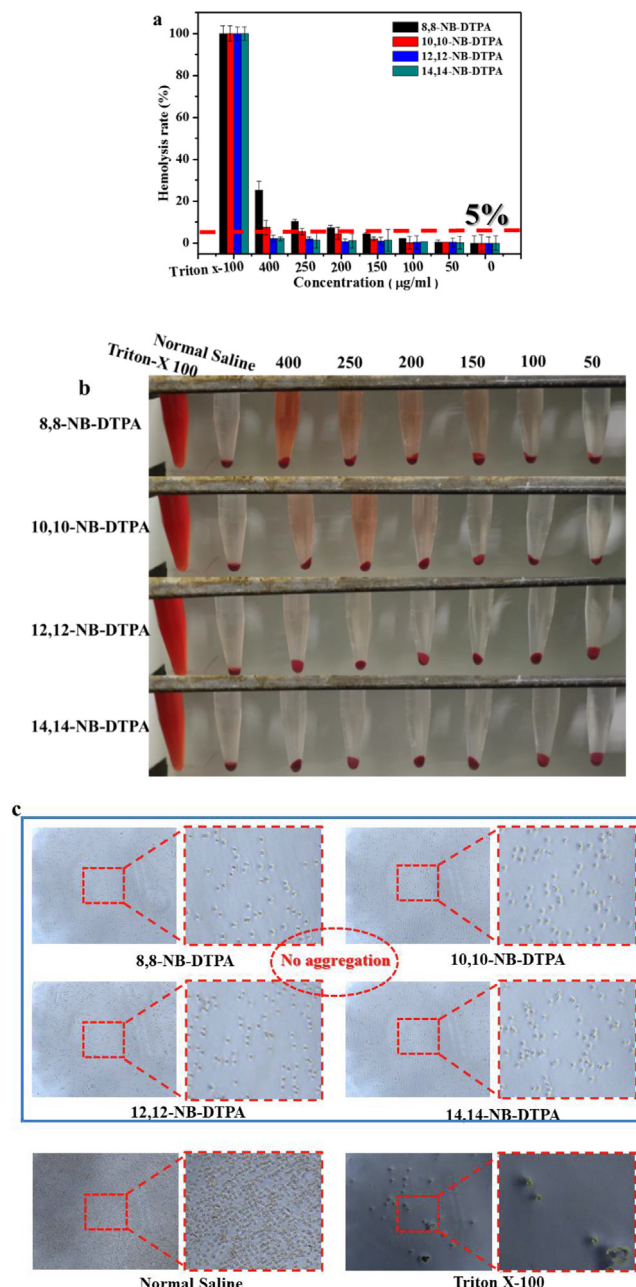 a
8,8-NB-DTPA
10,10-NB-DTPA
12,12-NB-DTPA
14,14-NB-DTPA
Hemolysis rate (%)
100
80
60
40
20
0
5%
Triton x-100 400 250 200 150 100 50 0
Concentration ( μg/ml )
b
Triton-X 100 Normal Saline 400 250 200 150 100 50
8,8-NB-DTPA
10,10-NB-DTPA
12,12-NB-DTPA
14,14-NB-DTPA
c
8,8-NB-DTPA No aggregation 10,10-NB-DTPA
12,12-NB-DTPA 14,14-NB-DTPA
Normal Saline Triton X-100